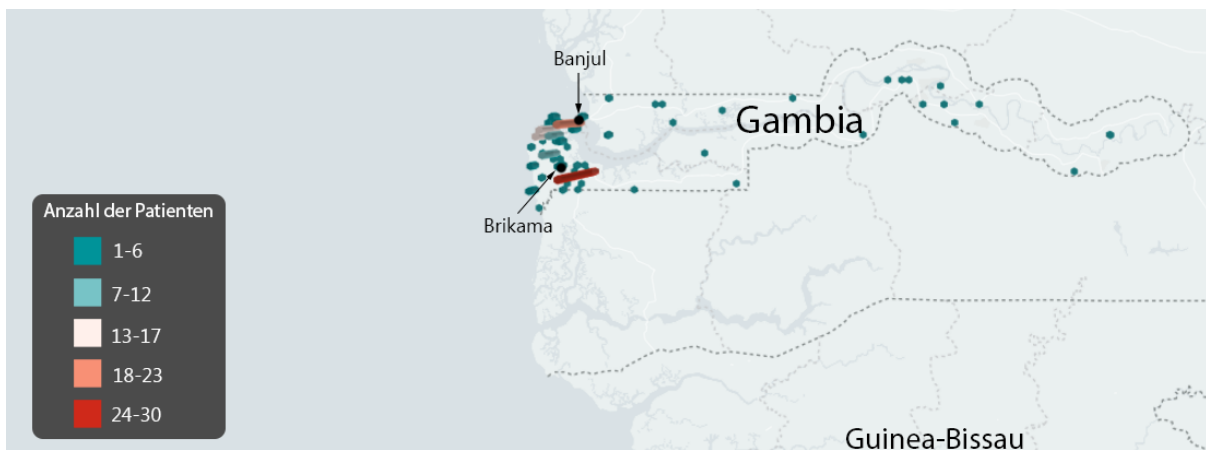 Banjul
Gambia
Brikama
Anzahl der Patienten
1-6
7-12
13-17
18-23
24-30
Guinea-Bissau